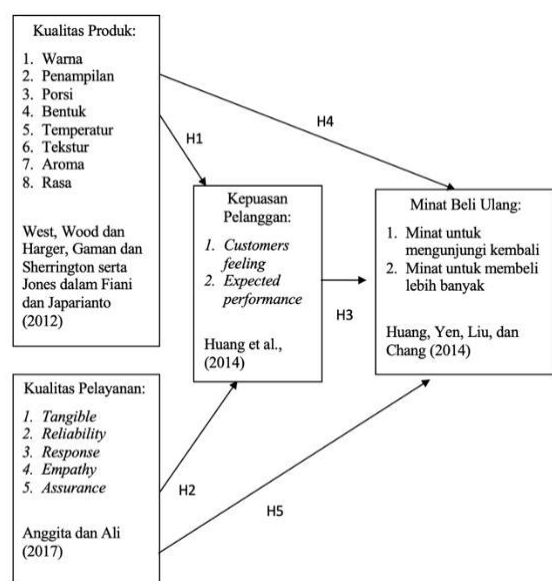 Kualitas Produk:
1. Warna
2. Penampilan
3. Porsi
4. Bentuk
5. Temperatur
6. Tekstur
7. Aroma
8. Rasa
West, Wood dan
Harger, Gaman dan
Sherrington serta
Jones dalam Fiani
dan Japarianto
(2012)
H1
H4
Kepuasan
Pelanggan:
1. Customers
feeling
2. Expected
performance
Huang et al.,
(2014)
H3
Minat Beli Ulang:
1. Minat untuk
mengunjungi kembali
2. Minat untuk membeli
lebih banyak
Huang, Yen, Liu, dan
Chang (2014)
Kualitas Pelayanan:
1. Tangible
2. Reliability
3. Response
4. Empathy
5. Assurance
Anggita dan Ali
(2017)
H2
H5